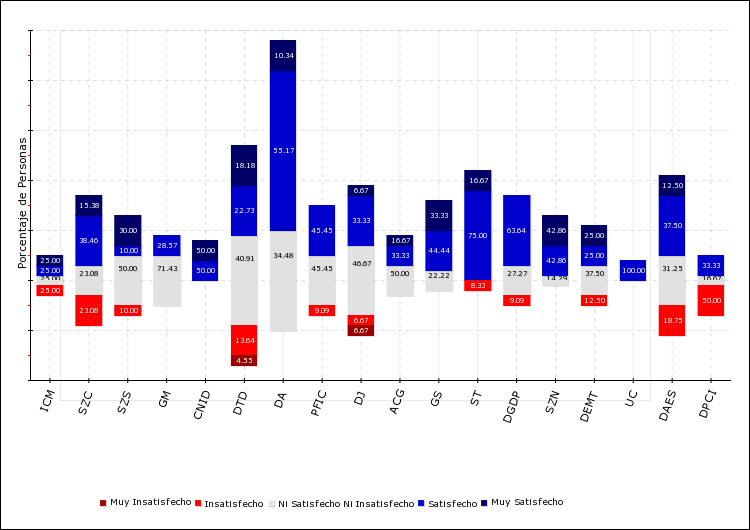 Porcentaje de Personas
25.00
25.00
25.00
25.00
15.38
38.46
23.08
23.08
30.00
10.00
50.00
10.00
28.57
71.43
50.00
50.00
18.18
22.73
40.91
13.64
4.55
10.34
55.17
34.48
45.45
45.45
9.09
6.67
33.33
46.67
6.67
6.67
16.67
33.33
50.00
33.33
44.44
22.22
16.67
75.00
8.33
63.64
27.27
9.09
42.86
42.86
14.29
25.00
25.00
37.50
12.50
100.00
12.50
37.50
31.25
18.75
33.33
16.67
50.00
ICM
SZC
SZS
GM
CNID
DTD
DA
PFIC
DJ
ACG
GS
ST
DGDP
SZN
DEMT
UC
DAES
DPCI
Muy Insatisfecho Insatisfecho Ni Satisfecho Ni Insatisfecho Satisfecho Muy Satisfecho